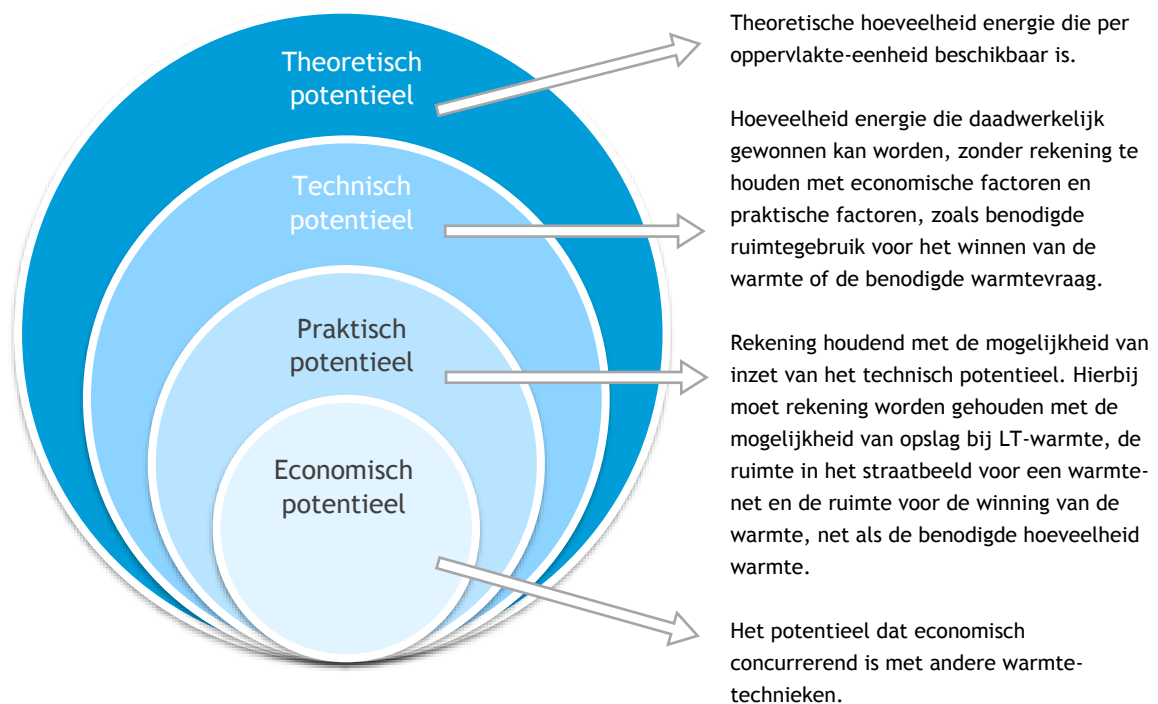 Theoretisch
potentieel
Theoretische hoeveelheid energie die per
oppervlakte-eenheid beschikbaar is.
Technisch
potentieel
Hoeveelheid energie die daadwerkelijk
gewonnen kan worden, zonder rekening te
houden met economische factoren en
praktische factoren, zoals benodigde
ruimtegebruik voor het winnen van de
warmte of de benodigde warmtevraag.
Praktisch
potentieel
Rekening houdend met de mogelijkheid van
inzet van het technisch potentieel. Hierbij
moet rekening worden gehouden met de
mogelijkheid van opslag bij LT-warmte, de
ruimte in het straatbeeld voor een warmte-
net en de ruimte voor de winning van de
warmte, net als de benodigde hoeveelheid
warmte.
Economisch
potentieel
Het potentieel dat economisch
concurrerend is met andere warmte-
technieken.